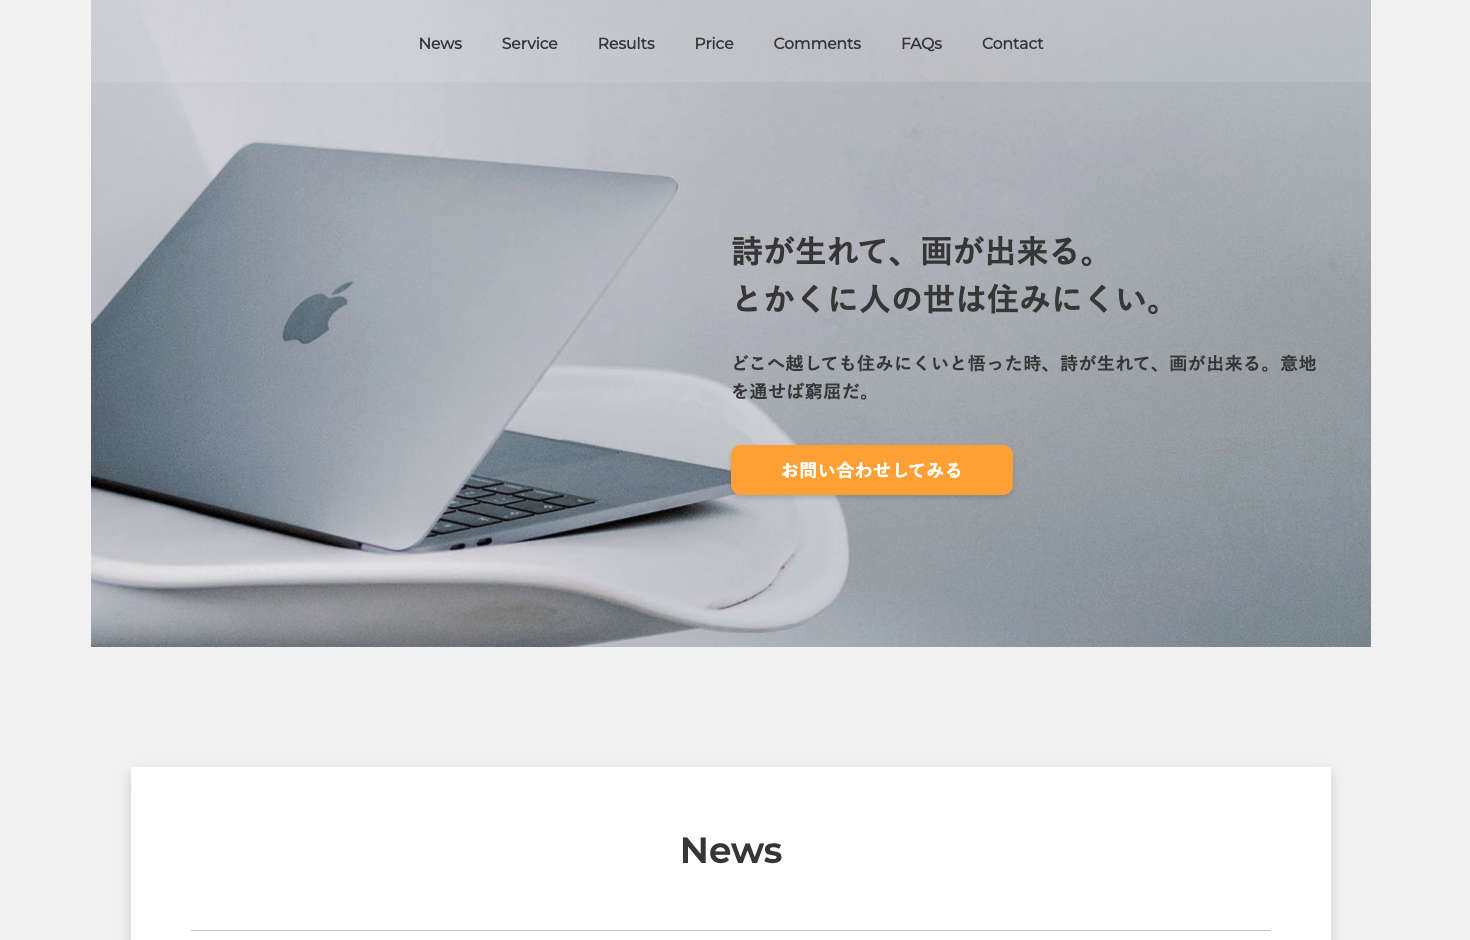 News Service Results Price Comments FAQs Contact
詩が生れて、画が出来る。
とかくに人の世は住みにくい。
どこへ越しても住みにくいと悟った時、詩が生れて、画が出来る。意地
を通せば窮屈だ。
お問い合わせしてみる
News